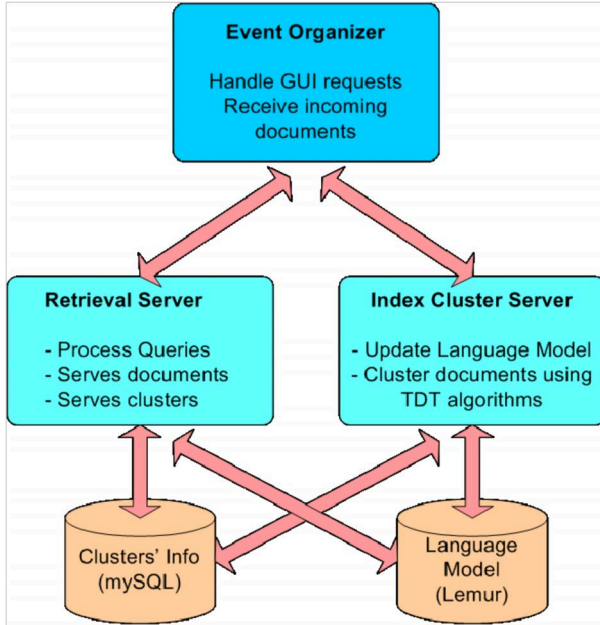 Event Organizer
Handle GUI requests
Receive incoming
documents
Retrieval Server
- Process Queries
- Serves documents
- Serves clusters
Index Cluster Server
- Update Language Model
- Cluster documents using
TDT algorithms
Clusters' Info
(mySQL)
Language
Model
(Lemur)